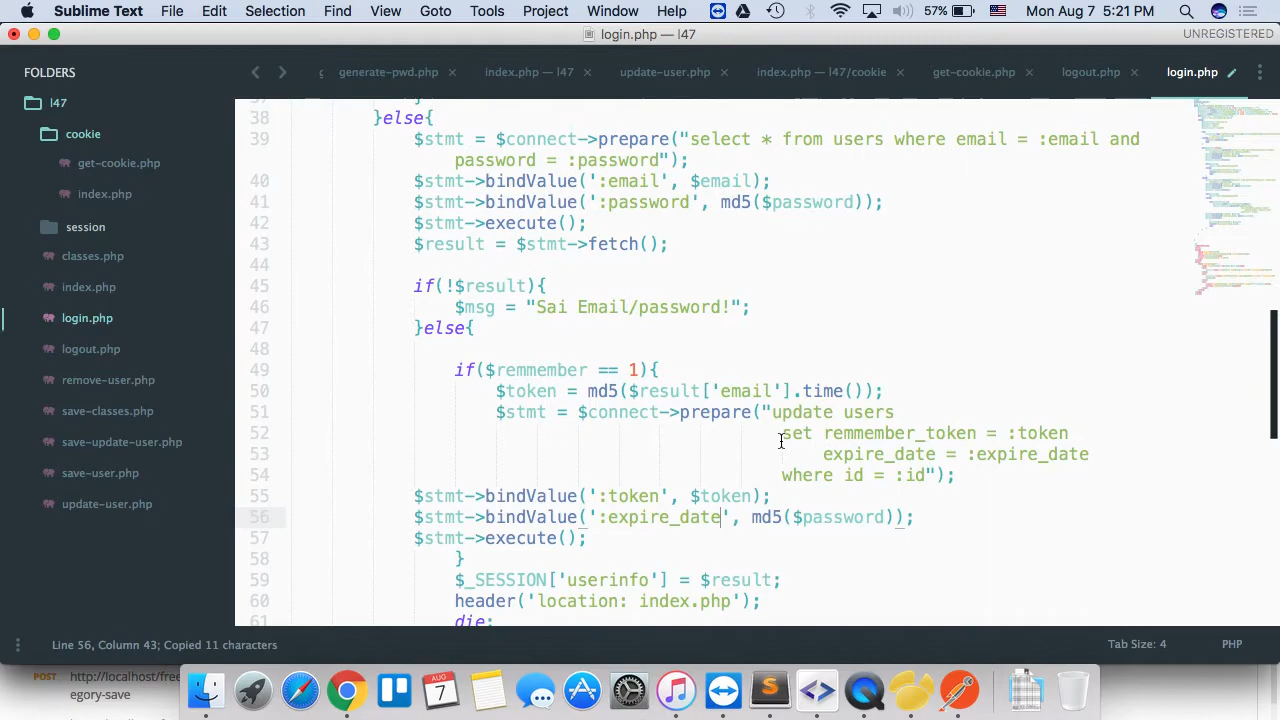 Sublime Text File Edit Selection Find View Goto Tools Project Window Help 57% Mon Aug 7 5:21 PM
login.php — l47 UNREGISTERED
FOLDERS
l47
cookie
get-cookie.php
index.php
session
classes.php
index.php
login.php
logout.php
remove-user.php
save-classes.php
save-update-user.php
save-user.php
update-user.php
generate-pwd.php index.php — l47 update-user.php index.php — l47/cookie get-cookie.php logout.php login.php
38 }else{
39 $stmt = $connect->prepare("select * from users where email = :email and
password = :password");
40 $stmt->bindValue(':email', $email);
41 $stmt->bindValue(':password', md5($password));
42 $stmt->execute();
43 $result = $stmt->fetch();
44
45 if(!$result){
46 $msg = "Sai Email/password!";
47 }else{
48
49 if($remmember == 1){
50 $token = md5($result['email'].time());
51 $stmt = $connect->prepare("update users
52 set remmember_token = :token
53 expire_date = :expire_date
54 where id = :id");
55 $stmt->bindValue(':token', $token);
56 $stmt->bindValue(':expire_date', md5($password));
57 $stmt->execute();
58 }
59 $_SESSION['userinfo'] = $result;
60 header('location: index.php');
61 die;
Line 56, Column 43; Copied 11 characters Tab Size: 4 PHP
POST http://localhost/free
egory-save
AUG
7